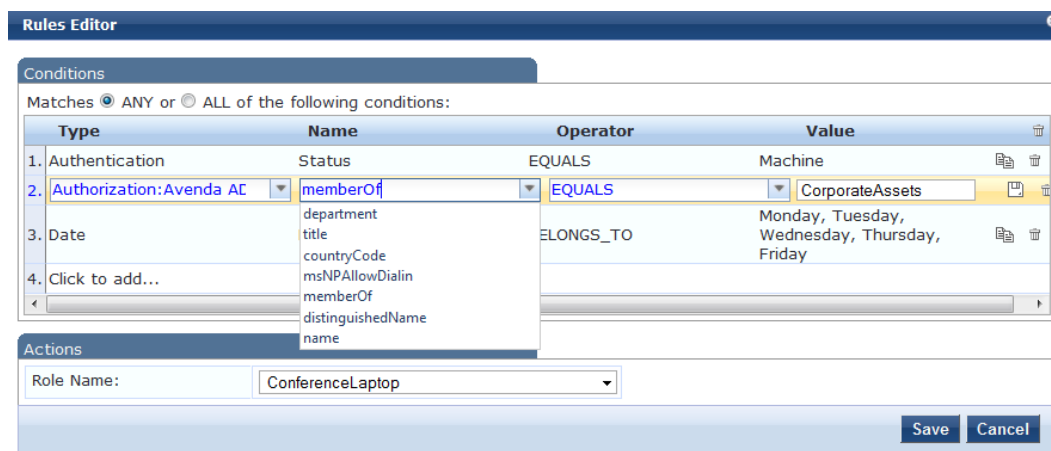 Rules Editor
Conditions
Matches ANY or ALL of the following conditions:
Type Name Operator Value
1. Authentication Status EQUALS Machine
2. Authorization:Avenda AD memberOf EQUALS CorporateAssets
department
title
countryCode
msNPAllowDialin
memberOf
distinguishedName
name
3. Date ELONGS_TO Monday, Tuesday,
Wednesday, Thursday,
Friday
4. Click to add...
Actions
Role Name: ConferenceLaptop
Save Cancel